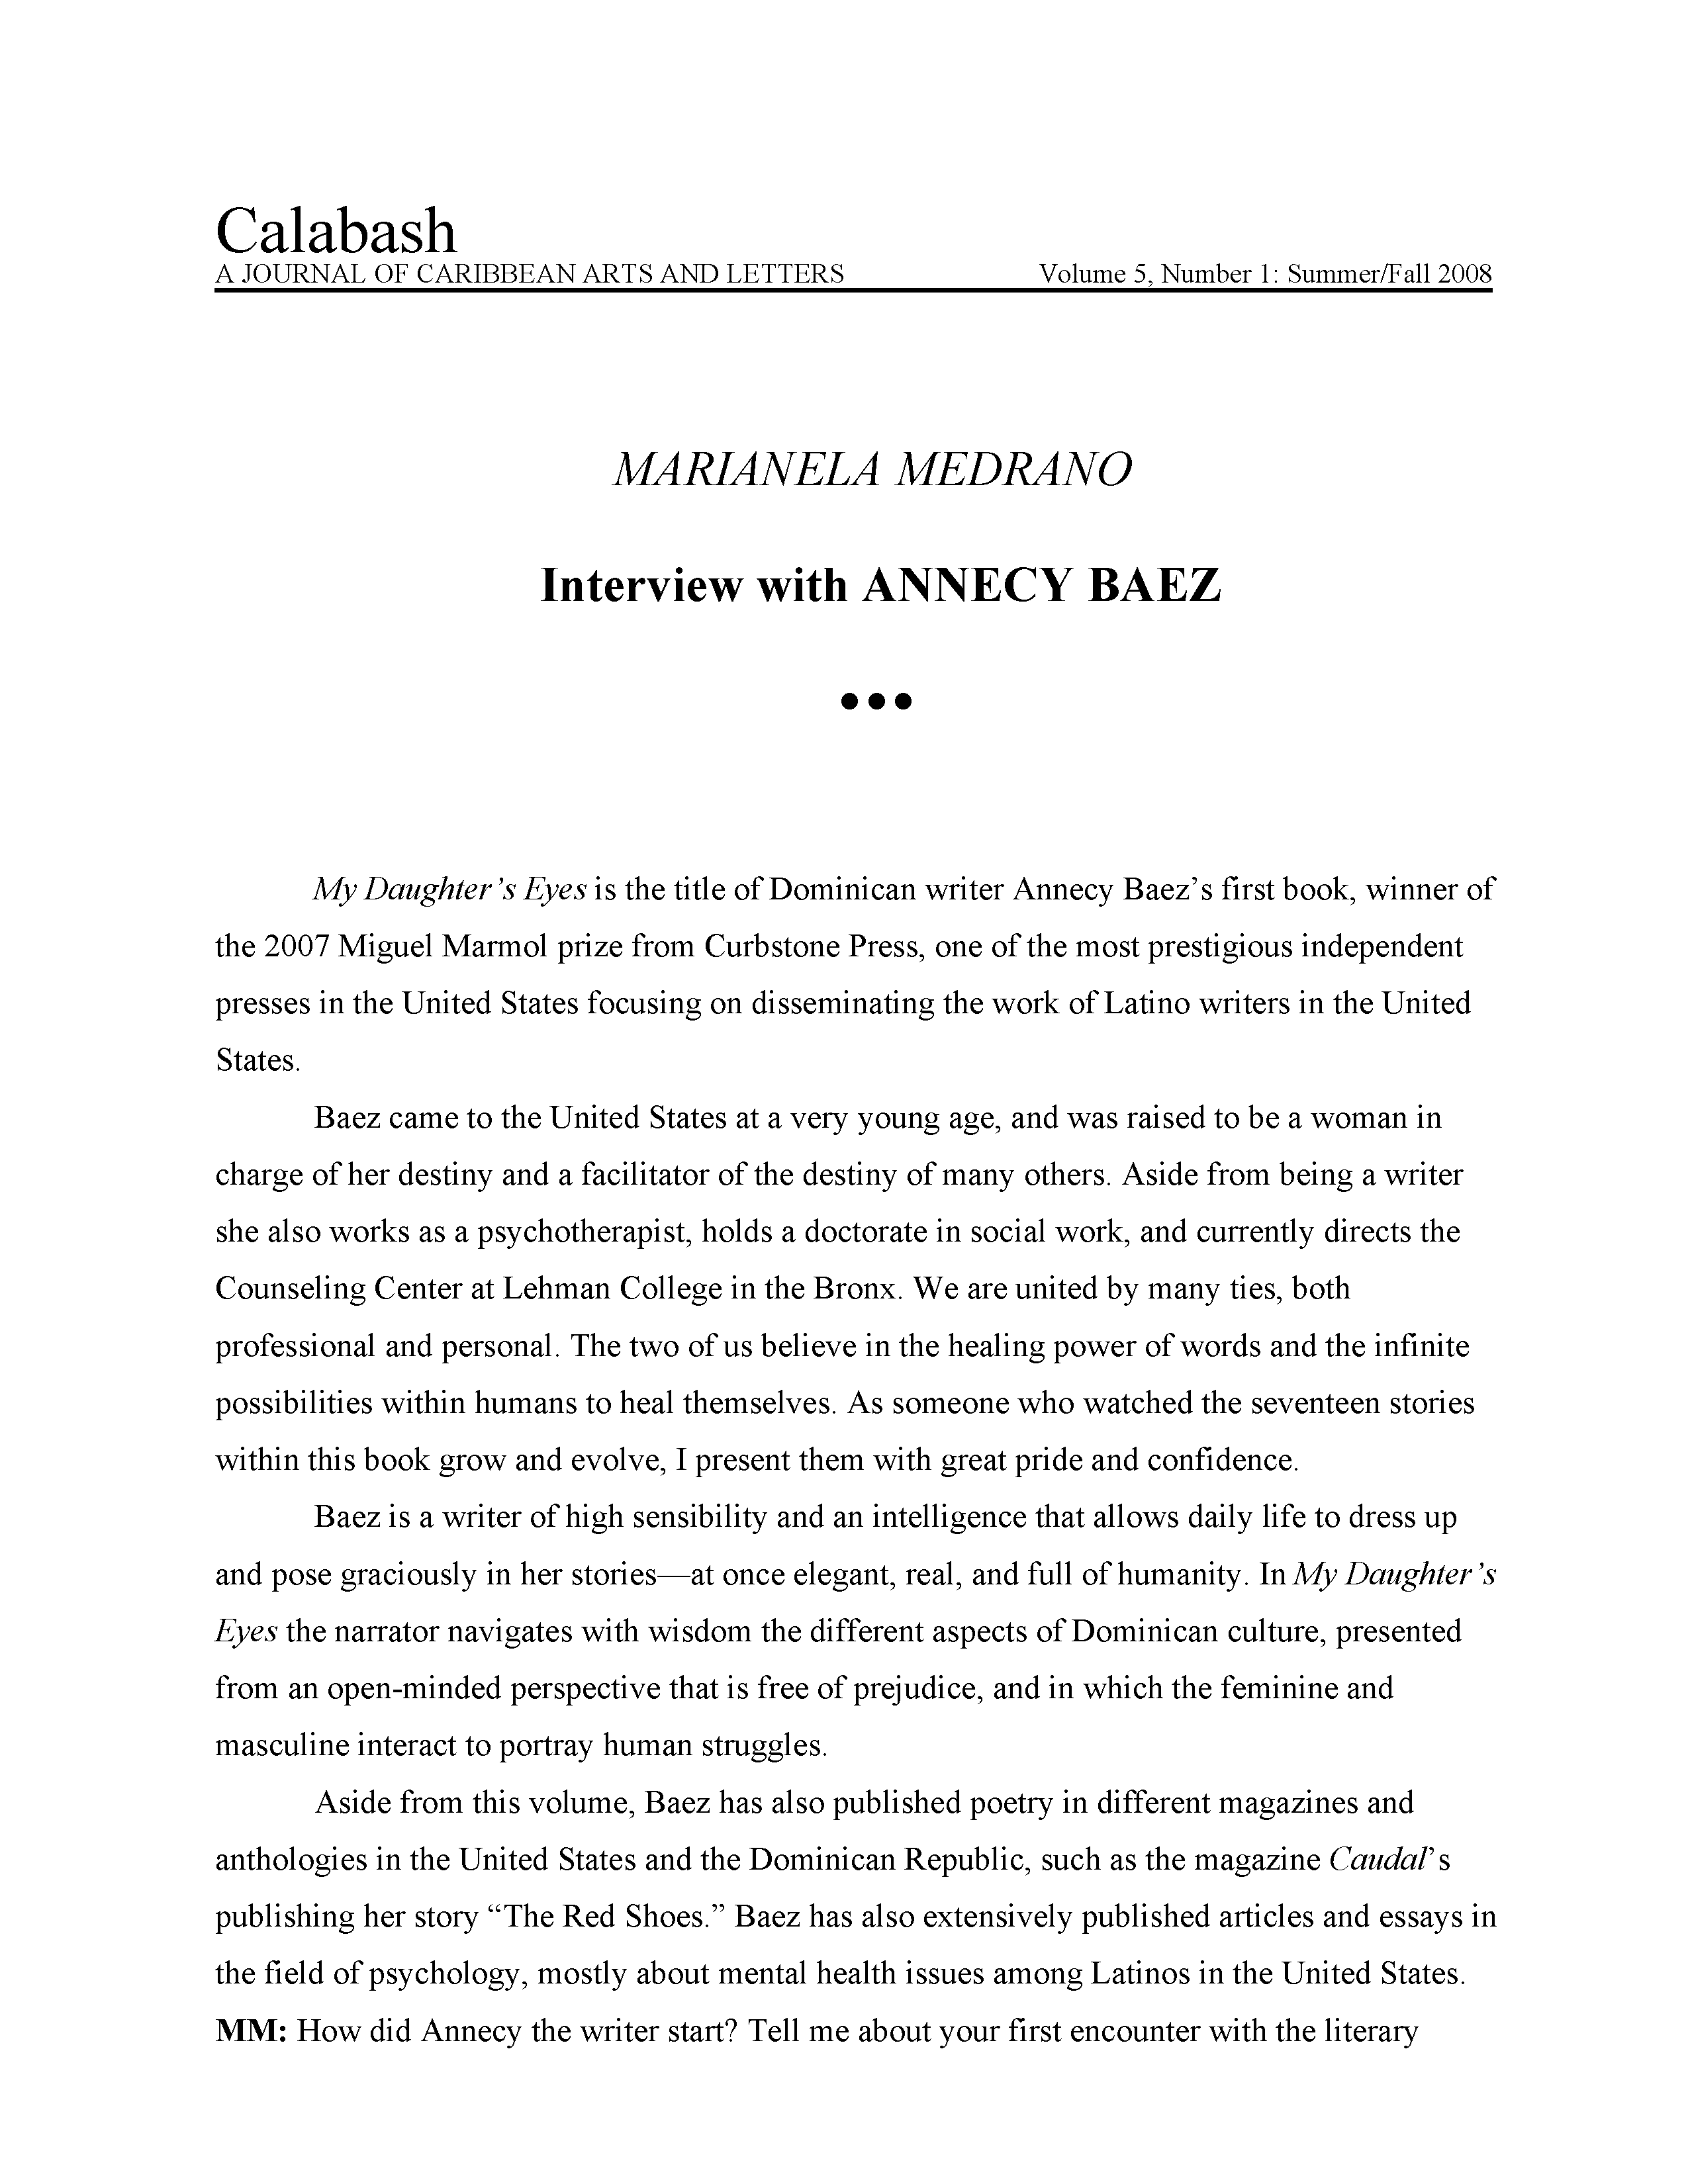 Calabash
A JOURNAL OF CARIBBEAN ARTS AND LETTERS Volume 5, Number 1: Summer/Fall 2008
MARIANELA MEDRANO
Interview with ANNECY BAEZ
●●●
My Daughter’s Eyes is the title of Dominican writer Annecy Baez’s first book, winner of
the 2007 Miguel Marmol prize from Curbstone Press, one of the most prestigious independent
presses in the United States focusing on disseminating the work of Latino writers in the United
States.
Baez came to the United States at a very young age, and was raised to be a woman in
charge of her destiny and a facilitator of the destiny of many others. Aside from being a writer
she also works as a psychotherapist, holds a doctorate in social work, and currently directs the
Counseling Center at Lehman College in the Bronx. We are united by many ties, both
professional and personal. The two of us believe in the healing power of words and the infinite
possibilities within humans to heal themselves. As someone who watched the seventeen stories
within this book grow and evolve, I present them with great pride and confidence.
Baez is a writer of high sensibility and an intelligence that allows daily life to dress up
and pose graciously in her stories—at once elegant, real, and full of humanity. In My Daughter’s
Eyes the narrator navigates with wisdom the different aspects of Dominican culture, presented
from an open-minded perspective that is free of prejudice, and in which the feminine and
masculine interact to portray human struggles.
Aside from this volume, Baez has also published poetry in different magazines and
anthologies in the United States and the Dominican Republic, such as the magazine Caudal’s
publishing her story “The Red Shoes.” Baez has also extensively published articles and essays in
the field of psychology, mostly about mental health issues among Latinos in the United States.
MM: How did Annecy the writer start? Tell me about your first encounter with the literary